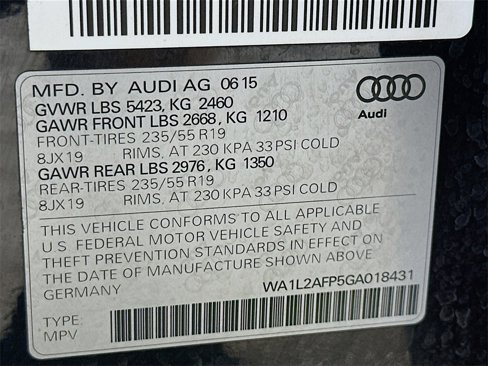 MFD. BY AUDI AG 06 15
GVWR LBS 5423, KG 2460
GAWR FRONT LBS 2668, KG 1210
FRONT-TIRES 235/55 R19
8JX19 RIMS, AT 230 KPA 33 PSI COLD
GAWR REAR LBS 2976, KG 1350
REAR-TIRES 235/55 R19
8JX19 RIMS, AT 230 KPA 33 PSI COLD
Audi
THIS VEHICLE CONFORMS TO ALL APPLICABLE
U S FEDERAL MOTOR VEHICLE SAFETY AND
THEFT PREVENTION STANDARDS IN EFFECT ON
THE DATE OF MANUFACTURE SHOWN ABOVE
GERMANY WA1L2AFP5GA018431
TYPE:
MPV